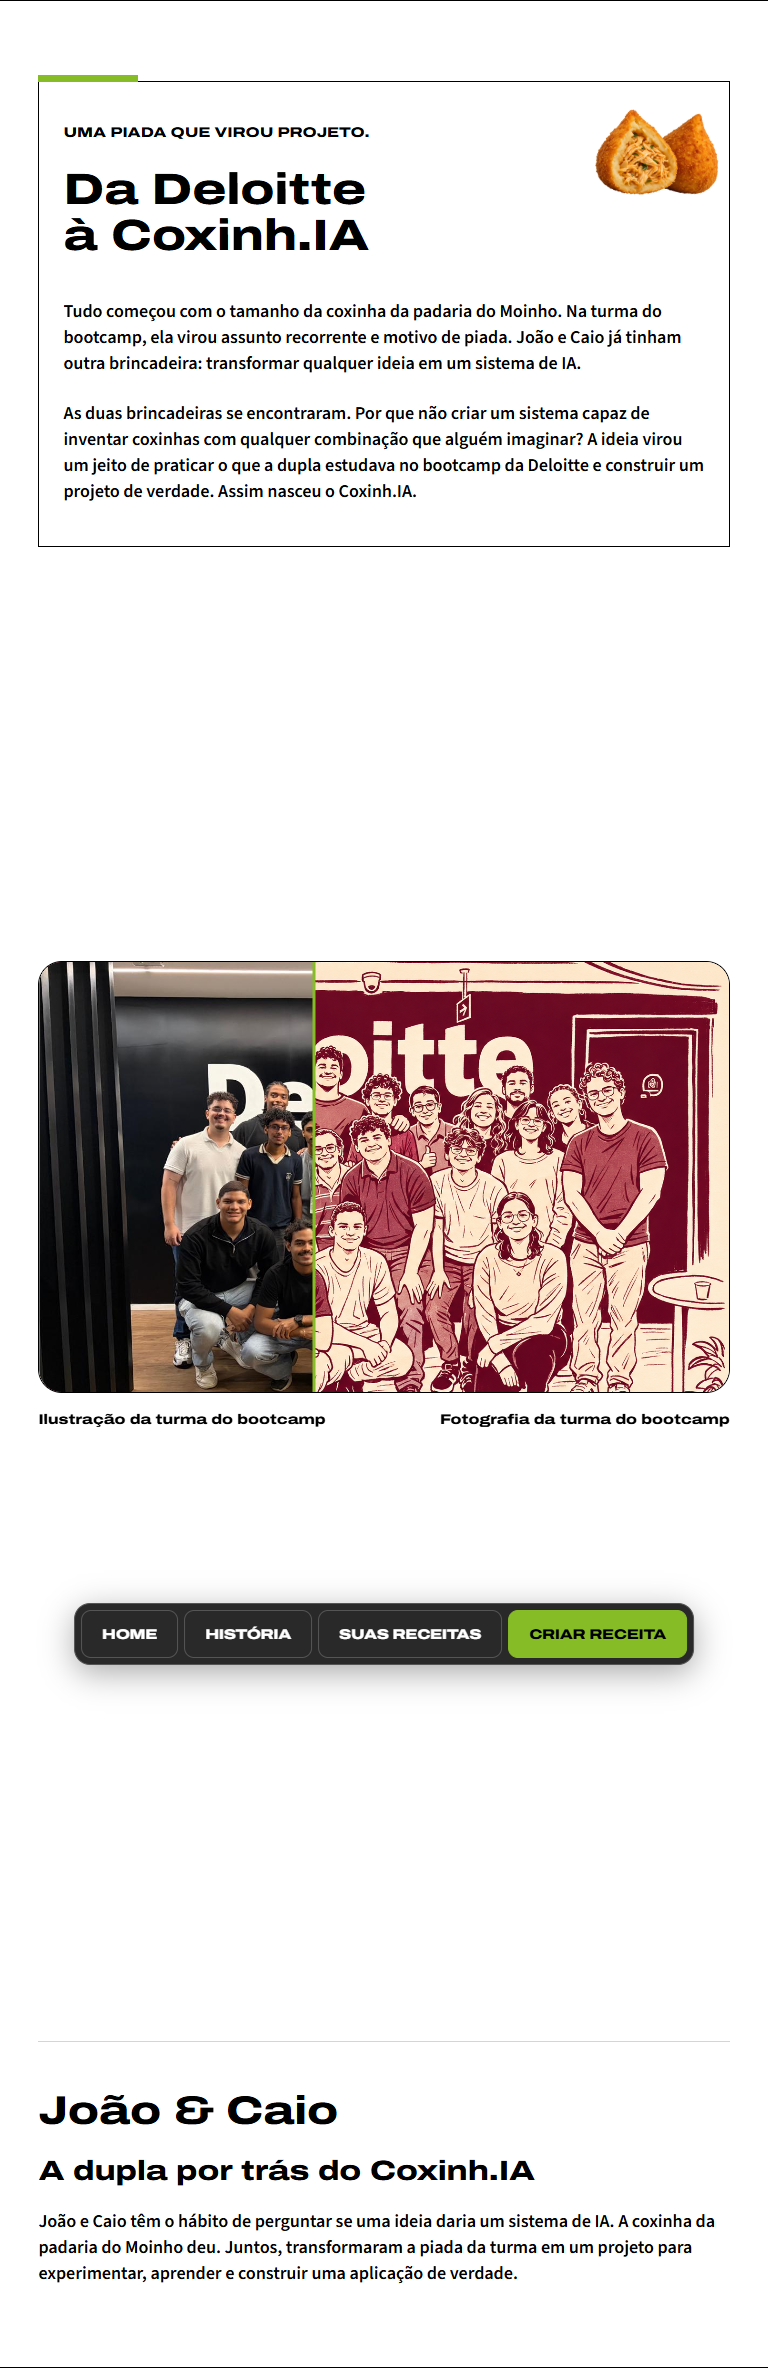 UMA PIADA QUE VIROU PROJETO.
Da Deloitte
à Coxinh.IA
Tudo começou com o tamanho da coxinha da padaria do Moinho. Na turma do
bootcamp, ela virou assunto recorrente e motivo de piada. João e Caio já tinham
outra brincadeira: transformar qualquer ideia em um sistema de IA.
As duas brincadeiras se encontraram. Por que não criar um sistema capaz de
inventar coxinhas com qualquer combinação que alguém imaginar? A ideia virou
um jeito de praticar o que a dupla estudava no bootcamp da Deloitte e construir um
projeto de verdade. Assim nasceu o Coxinh.IA.
De
oitte
Ilustração da turma do bootcamp
Fotografia da turma do bootcamp
HOME
HISTÓRIA
SUAS RECEITAS
CRIAR RECEITA
João & Caio
A dupla por trás do Coxinh.IA
João e Caio têm o hábito de perguntar se uma ideia daria um sistema de IA. A coxinha da
padaria do Moinho deu. Juntos, transformaram a piada da turma em um projeto para
experimentar, aprender e construir uma aplicação de verdade.